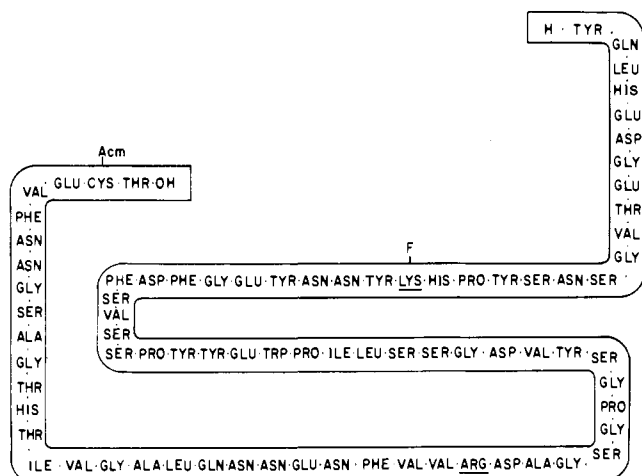 H · TYR ·
GLN
LEU
HIS
GLU
ASP
GLY
GLU
THR
VAL
GLY
F
PHE · ASP · PHE · GLY · GLU · TYR · ASN · ASN · TYR · LYS · HIS · PRO · TYR · SER · ASN · SER
SER
VAL
SER
SER · PRO · TYR · TYR · GLU · TRP · PRO · ILE · LEU · SER · SER · GLY · ASP · VAL · TYR · SER
GLY
PRO
GLY
SER
ILE · VAL · GLY · ALA · LEU · GLN · ASN · ASN · GLU · ASN · PHE · VAL · VAL · ARG · ASP · ALA · GLY ·
Acm
VAL GLU · CYS · THR · OH
PHE
ASN
ASN
GLY
SER
ALA
GLY
THR
HIS
THR